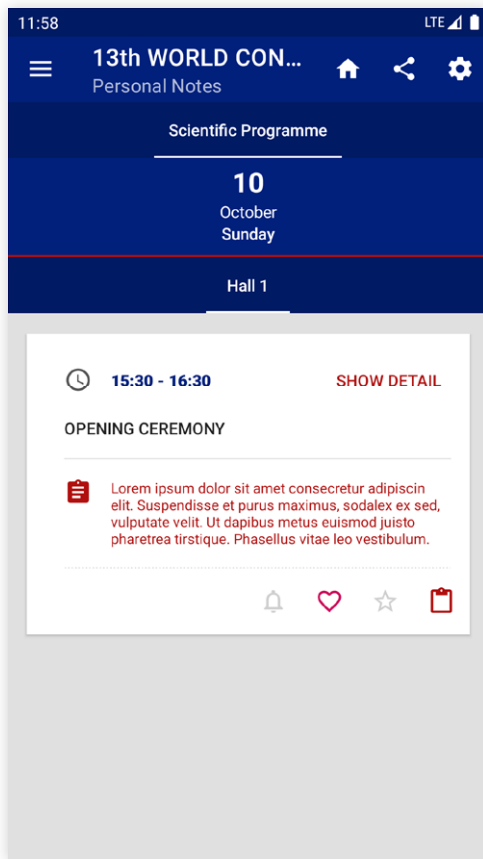 11:58
LTE
13th WORLD CON...
Personal Notes
Scientific Programme
10
October
Sunday
Hall 1
15:30 - 16:30
SHOW DETAIL
OPENING CEREMONY
Lorem ipsum dolor sit amet consecretur adipiscin
elit. Suspendisse et purus maximus, sodalex ex sed,
vulputate velit. Ut dapibus metus euismod juisto
pharetrea tirstique. Phasellus vitae leo vestibulum.